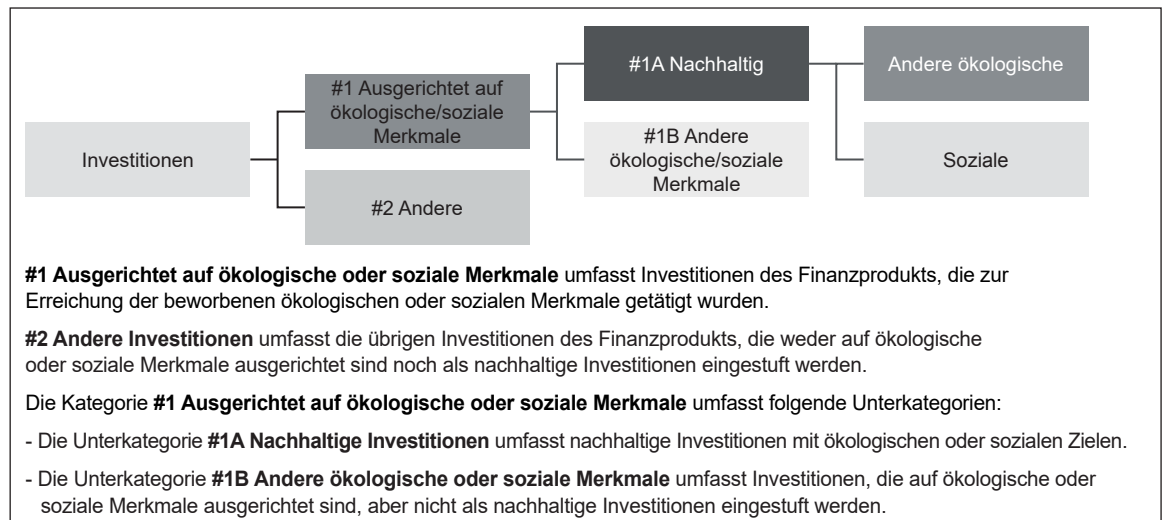 Investitionen
#1 Ausgerichtet auf
ökologische/soziale
Merkmale
#2 Andere
#1A Nachhaltig
#1B Andere
ökologische/soziale
Merkmale
Andere ökologische
Soziale
#1 Ausgerichtet auf ökologische oder soziale Merkmale umfasst Investitionen des Finanzprodukts, die zur
Erreichung der beworbenen ökologischen oder sozialen Merkmale getätigt wurden.
#2 Andere Investitionen umfasst die übrigen Investitionen des Finanzprodukts, die weder auf ökologische
oder soziale Merkmale ausgerichtet sind noch als nachhaltige Investitionen eingestuft werden.
Die Kategorie #1 Ausgerichtet auf ökologische oder soziale Merkmale umfasst folgende Unterkategorien:
- Die Unterkategorie #1A Nachhaltige Investitionen umfasst nachhaltige Investitionen mit ökologischen oder sozialen Zielen.
- Die Unterkategorie #1B Andere ökologische oder soziale Merkmale umfasst Investitionen, die auf ökologische oder
soziale Merkmale ausgerichtet sind, aber nicht als nachhaltige Investitionen eingestuft werden.